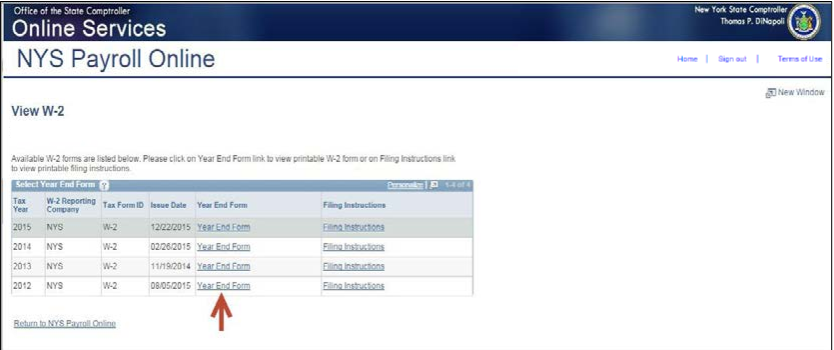 Office of the State Comptroller
Online Services
New York State Comptroller
Thomas P. DiNapoli
NYS Payroll Online
Home | Sign out | Terms of Use
New Window
View W-2
Available W-2 forms are listed below. Please click on Year End Form link to view printable W-2 form or on Filing Instructions link
to view printable filing instructions.
Select Year End Form ? Personalize | 1-4 of 4
Tax Year W-2 Reporting Company Tax Form ID Issue Date Year End Form Filing Instructions
2015 NYS W-2 12/22/2015 Year End Form Filing Instructions
2014 NYS W-2 02/26/2015 Year End Form Filing Instructions
2013 NYS W-2 11/19/2014 Year End Form Filing Instructions
2012 NYS W-2 08/05/2015 Year End Form Filing Instructions
Return to NYS Payroll Online